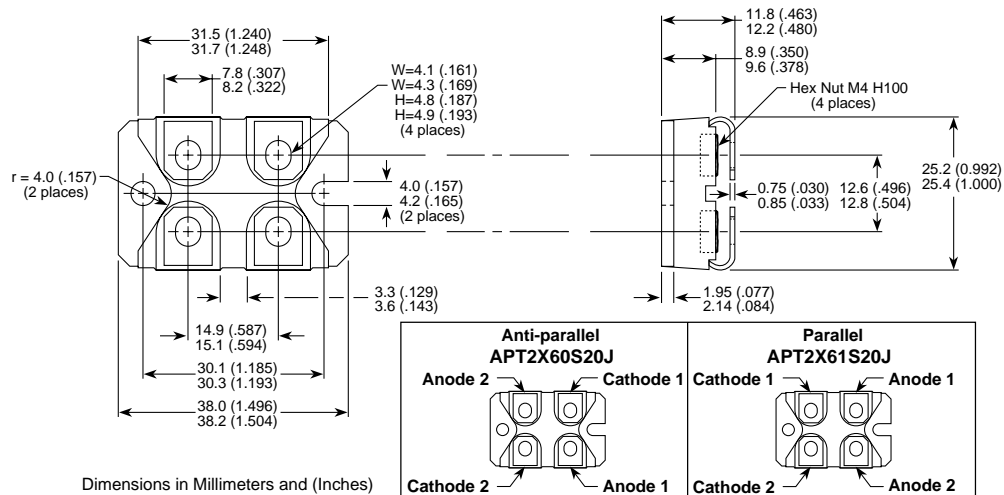 31.5 (1.240)
31.7 (1.248)
7.8 (.307)
8.2 (.322)
W=4.1 (.161)
W=4.3 (.169)
H=4.8 (.187)
H=4.9 (.193)
(4 places)
r = 4.0 (.157)
(2 places)
4.0 (.157)
4.2 (.165)
(2 places)
3.3 (.129)
3.6 (.143)
14.9 (.587)
15.1 (.594)
30.1 (1.185)
30.3 (1.193)
38.0 (1.496)
38.2 (1.504)
11.8 (.463)
12.2 (.480)
8.9 (.350)
9.6 (.378)
Hex Nut M4 H100
(4 places)
0.75 (.030)
0.85 (.033)
12.6 (.496)
12.8 (.504)
25.2 (0.992)
25.4 (1.000)
1.95 (.077)
2.14 (.084)
Anti-parallel
APT2X60S20J
Anode 2
Cathode 1
Cathode 2
Anode 1
Parallel
APT2X61S20J
Cathode 1
Anode 1
Cathode 2
Anode 2
Dimensions in Millimeters and (Inches)